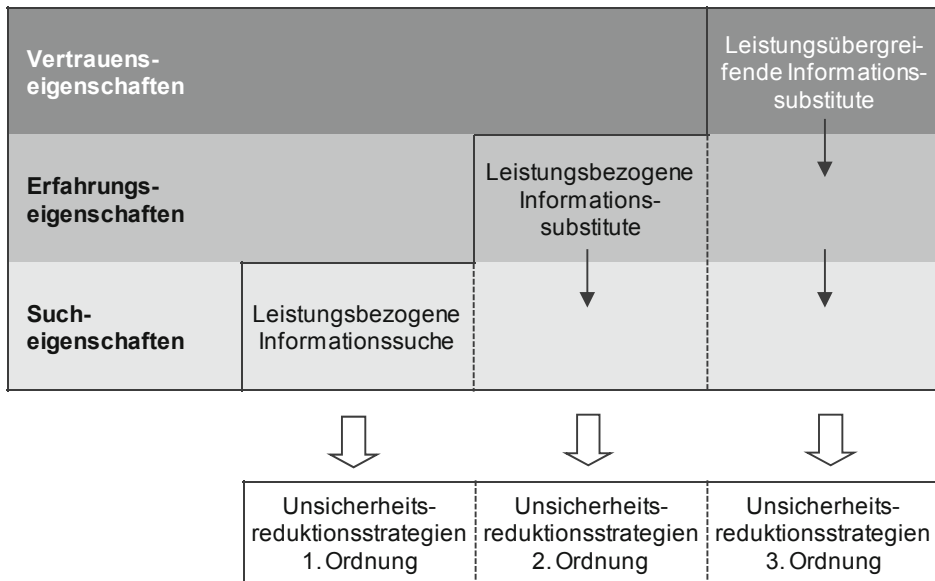 Vertrauens-
eigenschaften
Leistungsübergrei-
fende Informations-
substitute
Erfahrungs-
eigenschaften
Leistungsbezogene
Informations-
substitute
Such-
eigenschaften
Leistungsbezogene
Informationssuche
Unsicherheits-
reduktionsstrategien
1. Ordnung
Unsicherheits-
reduktionsstrategien
2. Ordnung
Unsicherheits-
reduktionsstrategien
3. Ordnung